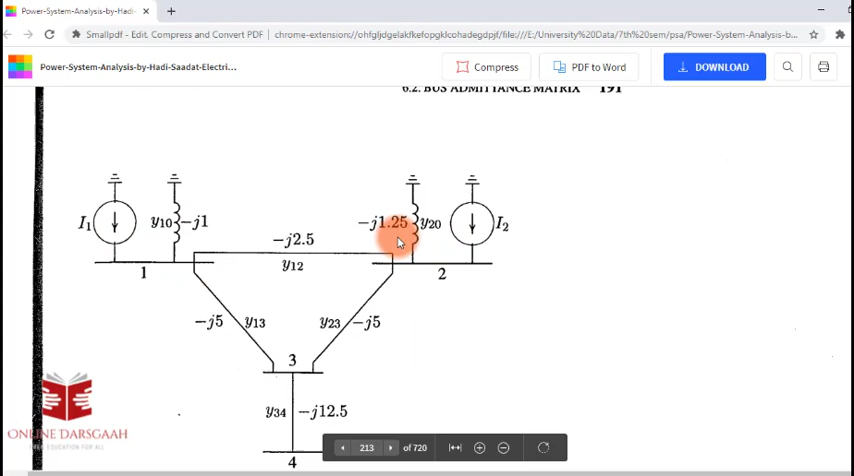 Power-System-Analysis-by-Hadi-
Smallpdf - Edit, Compress and Convert PDF | chrome-extension://ohfgljdgelakfkefopgklcohadegdpjf/file:///E:/University%20Data/7th%20sem/psa/Power-System-Analysis-by-Hadi-Sa...
Power-System-Analysis-by-Hadi-Saadat-Electri...
Compress
PDF to Word
DOWNLOAD
6.2. BUS ADMITTANCE MATRIX 191
I1
y10
−j1
−j1.25
y20
I2
−j2.5
y12
1
2
−j5
y13
y23
−j5
3
y34
−j12.5
4
ONLINE DARSGAAH
213 of 720